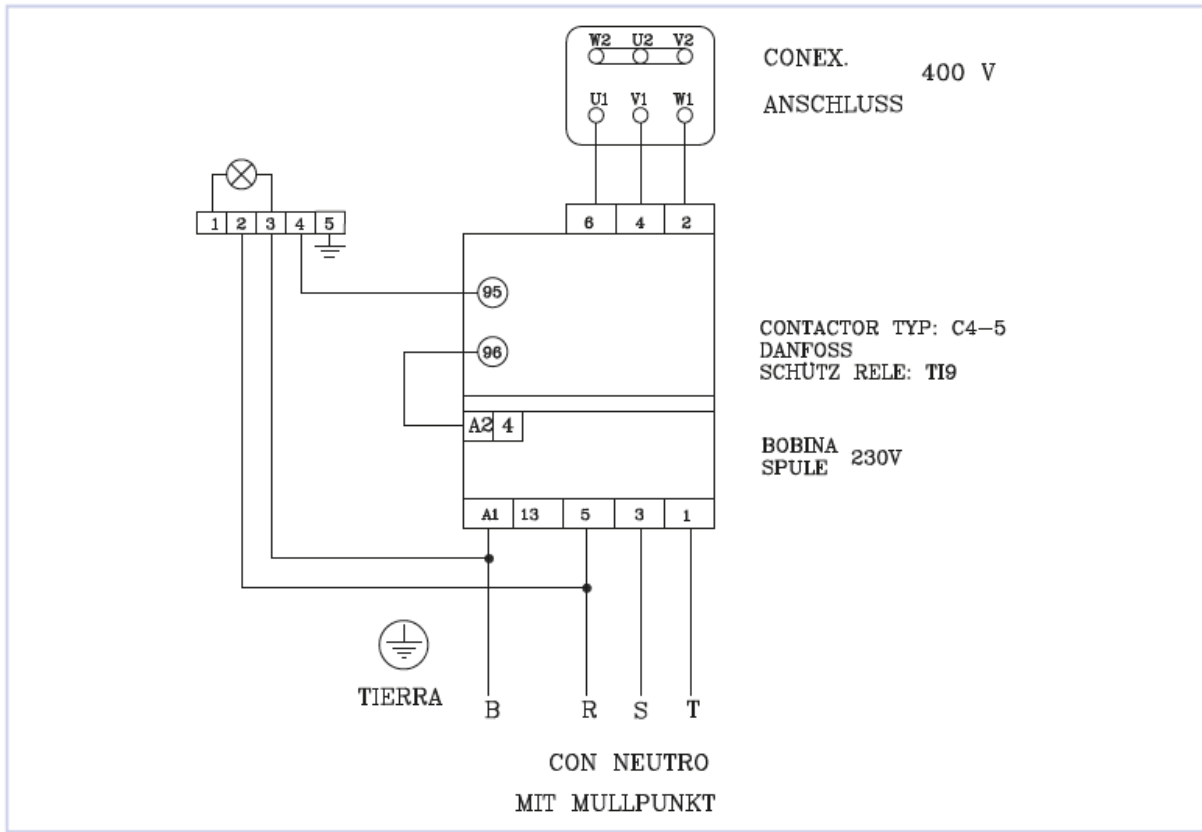 W2 U2 V2
U1 V1 W1
CONEX.
400 V
ANSCHLUSS
1 2 3 4 5
6 4 2
95
96
CONTACTOR TYP: C4-5
DANFOSS
SCHÜTZ RELE: TI9
A2 4
BOBINA
SPULE
230V
A1 13 5 3 1
TIERRA
B R S T
CON NEUTRO
MIT MULLPUNKT